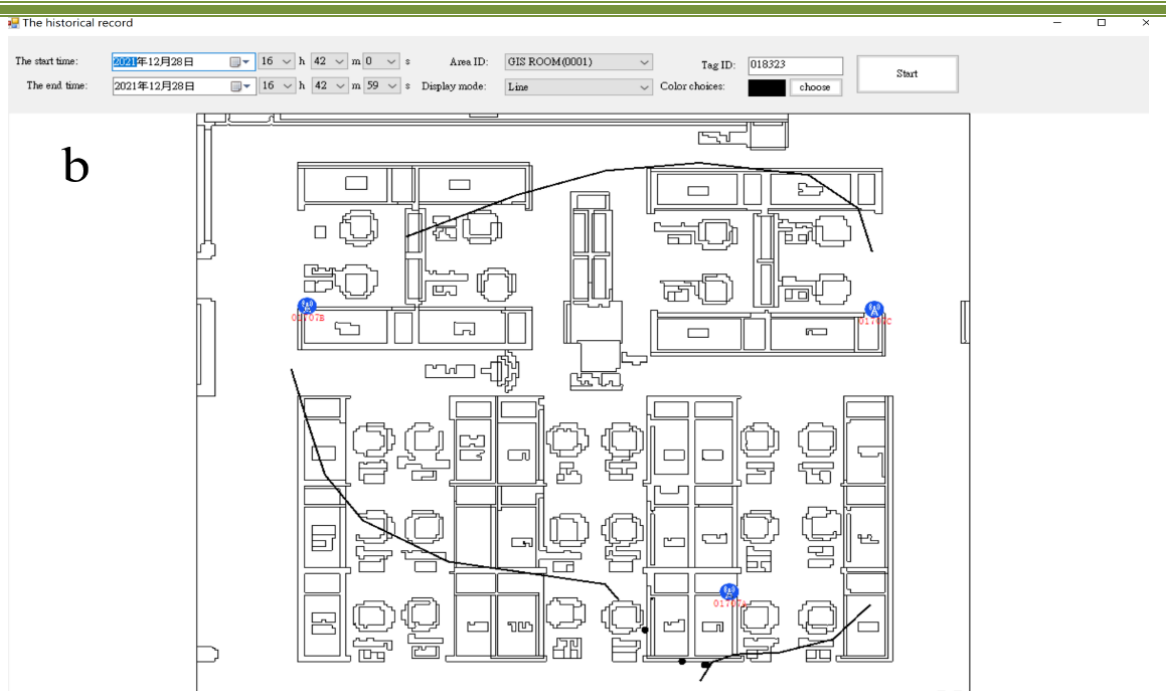 The historical record
The start time: 2021年12月28日 16 h 42 m 0 s Area ID: GIS ROOM(0001) Tag ID: 018323 Start
The end time: 2021年12月28日 16 h 42 m 59 s Display mode: Line Color choices: choose
b
01707B
01707A